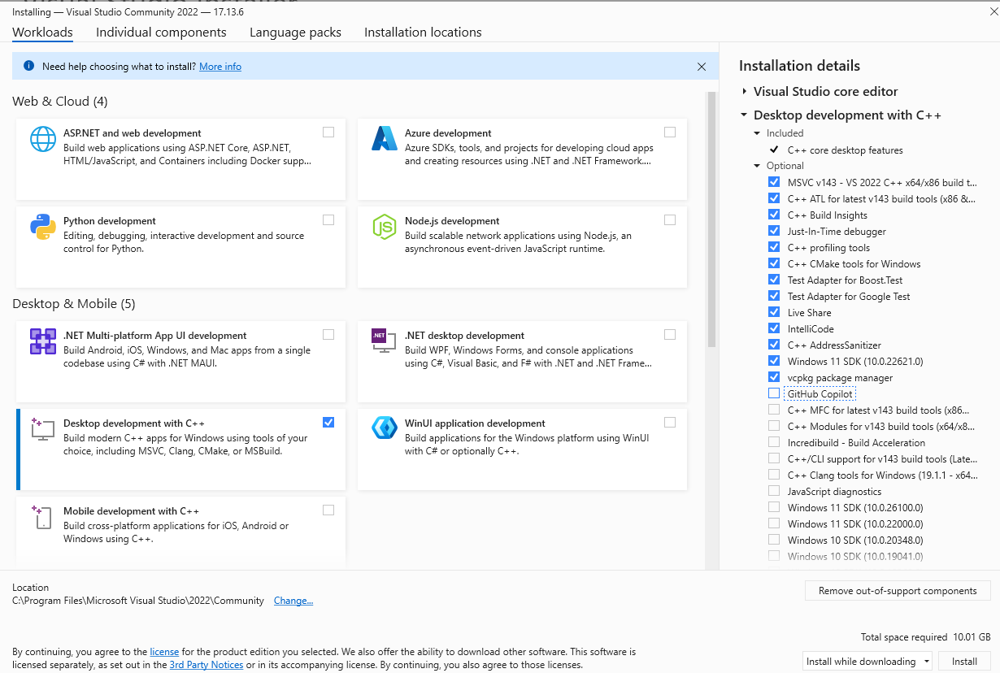 Installing — Visual Studio Community 2022 — 17.13.6
Workloads
Individual components
Language packs
Installation locations
Need help choosing what to install? More info
Web & Cloud (4)
ASP.NET and web development
Build web applications using ASP.NET Core, ASP.NET,
HTML/JavaScript, and Containers including Docker supp...
Azure development
Azure SDKs, tools, and projects for developing cloud apps
and creating resources using .NET and .NET Framework....
Python development
Editing, debugging, interactive development and source
control for Python.
Node.js development
Build scalable network applications using Node.js, an
asynchronous event-driven JavaScript runtime.
Desktop & Mobile (5)
.NET Multi-platform App UI development
Build Android, iOS, Windows, and Mac apps from a single
codebase using C# with .NET MAUI.
.NET
.NET desktop development
Build WPF, Windows Forms, and console applications
using C#, Visual Basic, and F# with .NET and .NET Frame...
Desktop development with C++
Build modern C++ apps for Windows using tools of your
choice, including MSVC, Clang, CMake, or MSBuild.
WinUI application development
Build applications for the Windows platform using WinUI
with C# or optionally C++.
Mobile development with C++
Build cross-platform applications for iOS, Android or
Windows using C++.
Installation details
Visual Studio core editor
Desktop development with C++
Included
C++ core desktop features
Optional
MSVC v143 - VS 2022 C++ x64/x86 build t...
C++ ATL for latest v143 build tools (x86 &...
C++ Build Insights
Just-In-Time debugger
C++ profiling tools
C++ CMake tools for Windows
Test Adapter for Boost.Test
Test Adapter for Google Test
Live Share
IntelliCode
C++ AddressSanitizer
Windows 11 SDK (10.0.22621.0)
vcpkg package manager
GitHub Copilot
C++ MFC for latest v143 build tools (x86...
C++ Modules for v143 build tools (x64/x8...
Incredibuild - Build Acceleration
C++/CLI support for v143 build tools (Late...
C++ Clang tools for Windows (19.1.1 - x64...
JavaScript diagnostics
Windows 11 SDK (10.0.26100.0)
Windows 11 SDK (10.0.22000.0)
Windows 10 SDK (10.0.20348.0)
Windows 10 SDK (10.0.19041.0)
Location
C:\Program Files\Microsoft Visual Studio\2022\Community Change...
Remove out-of-support components
Total space required 10.01 GB
By continuing, you agree to the license for the product edition you selected. We also offer the ability to download other software. This software is
licensed separately, as set out in the 3rd Party Notices or in its accompanying license. By continuing, you also agree to those licenses.
Install while downloading
Install